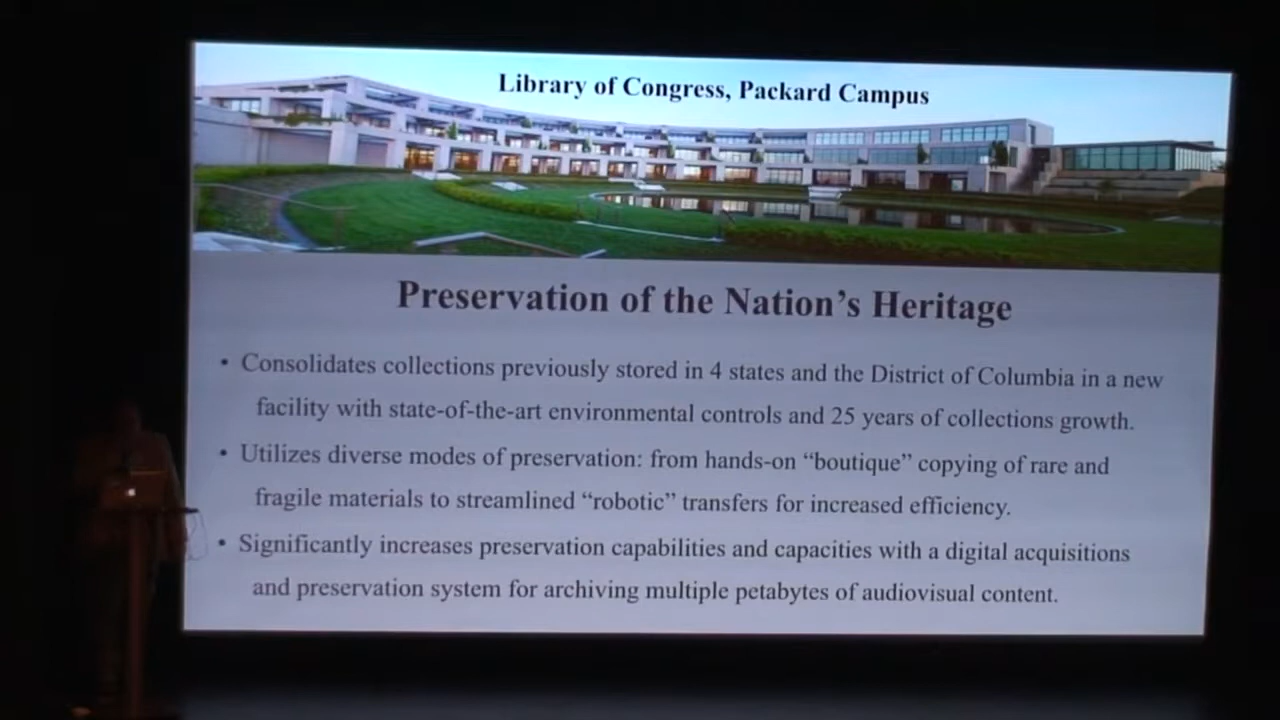 Library of Congress, Packard Campus
Preservation of the Nation’s Heritage
• Consolidates collections previously stored in 4 states and the District of Columbia in a new
facility with state-of-the-art environmental controls and 25 years of collections growth.
• Utilizes diverse modes of preservation: from hands-on “boutique” copying of rare and
fragile materials to streamlined “robotic” transfers for increased efficiency.
• Significantly increases preservation capabilities and capacities with a digital acquisitions
and preservation system for archiving multiple petabytes of audiovisual content.